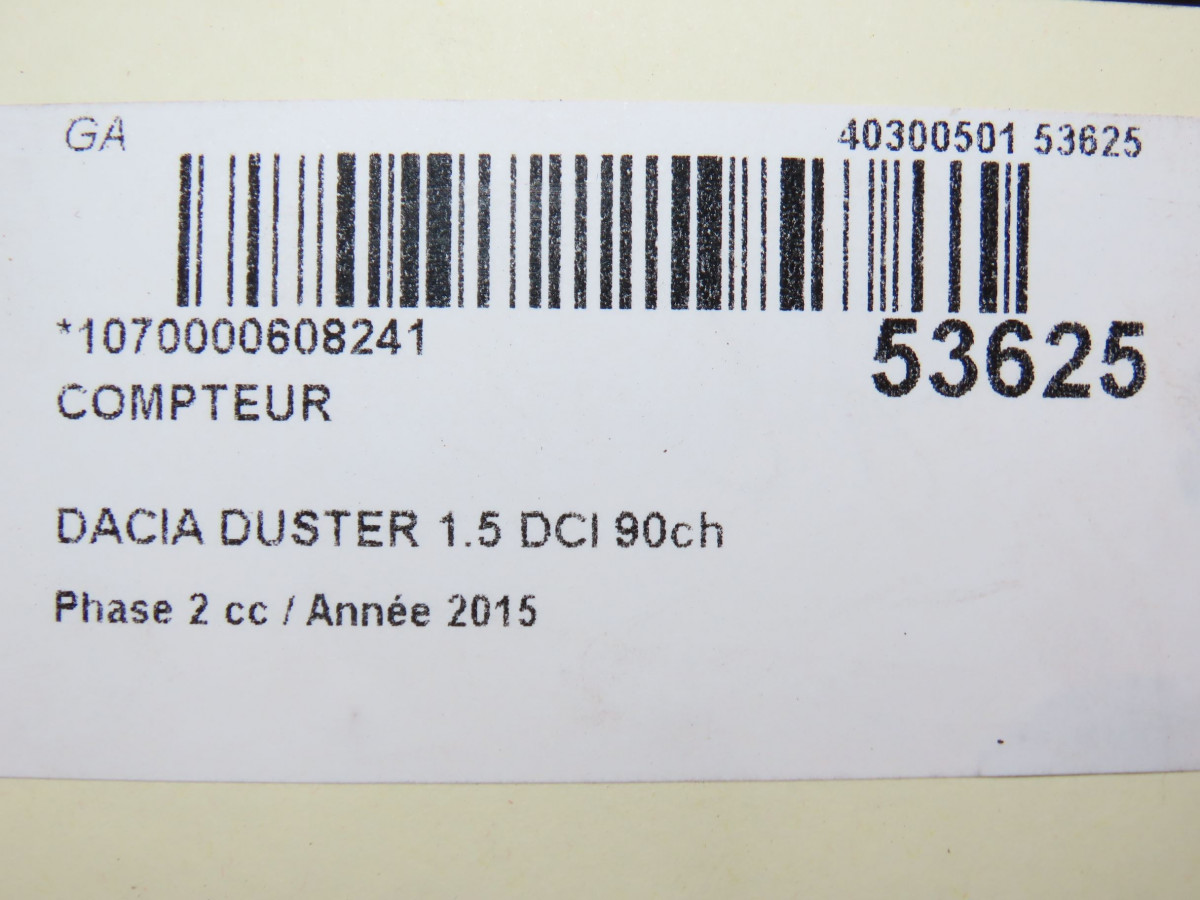 GA 40300501 53625
*1070000608241 53625
COMPTEUR
DACIA DUSTER 1.5 DCI 90ch
Phase 2 cc / Année 2015